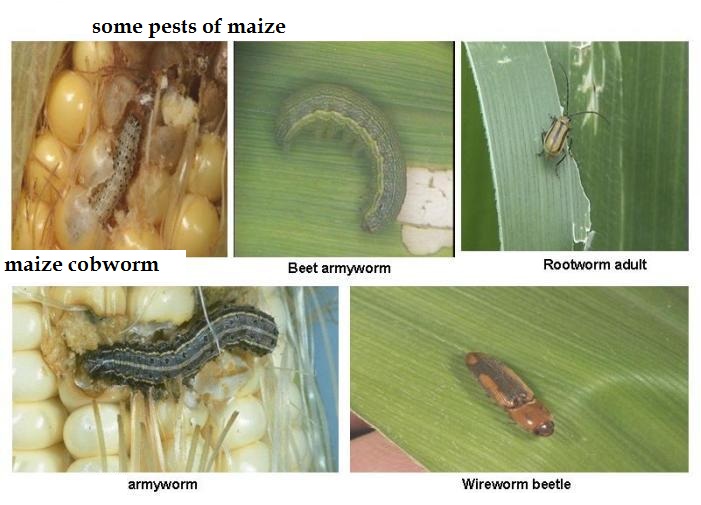 some pests of maize
maize cobworm
Beet armyworm
Rootworm adult
armyworm
Wireworm beetle